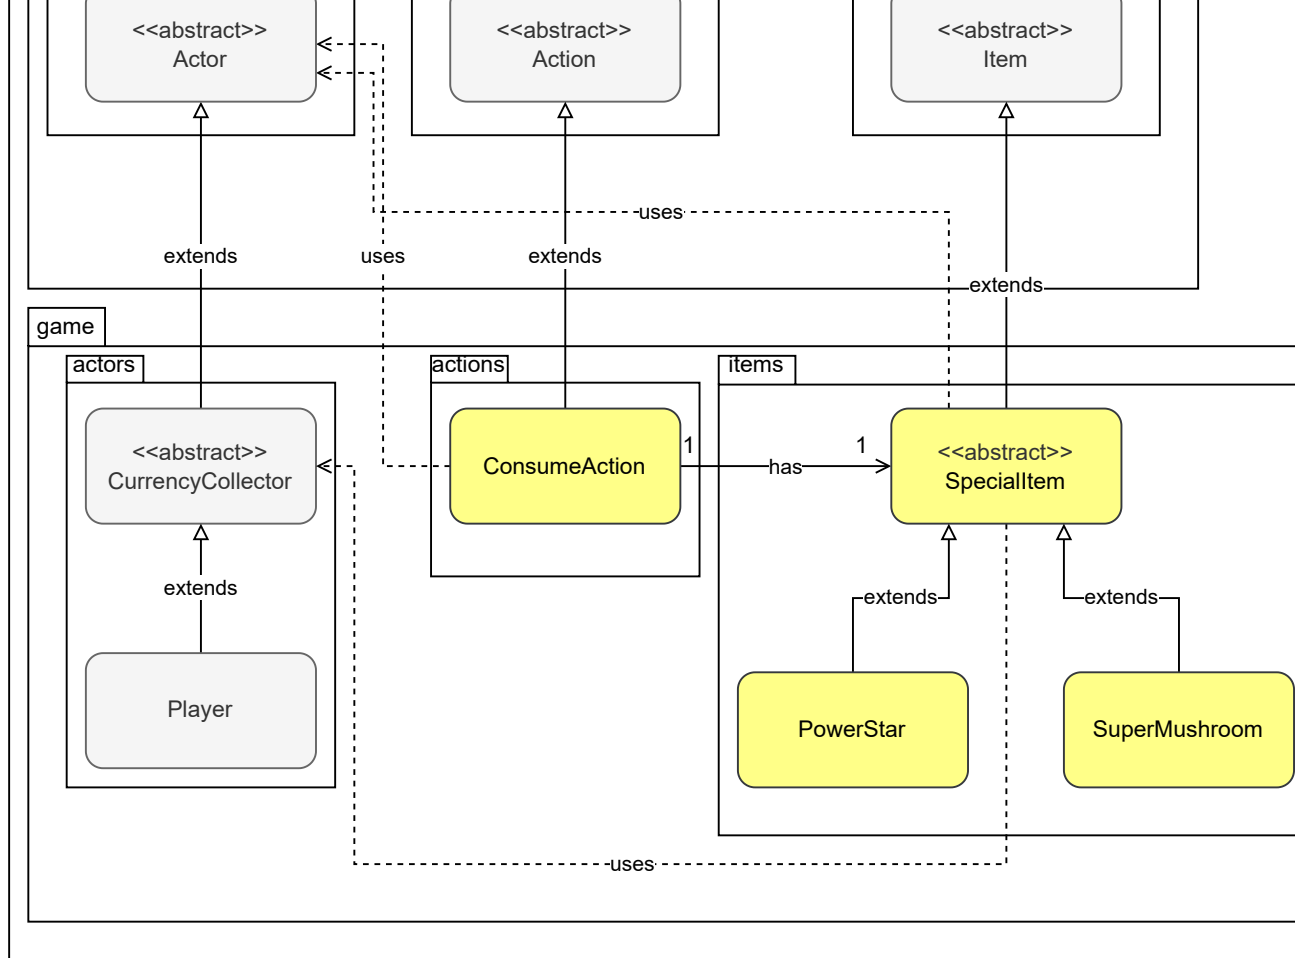 <<abstract>>
Actor
<<abstract>>
Action
<<abstract>>
Item
uses
extends
uses
extends
extends
game
actors
actions
items
<<abstract>>
CurrencyCollector
ConsumeAction
1
has
1
<<abstract>>
SpecialItem
extends
extends
extends
Player
PowerStar
SuperMushroom
uses